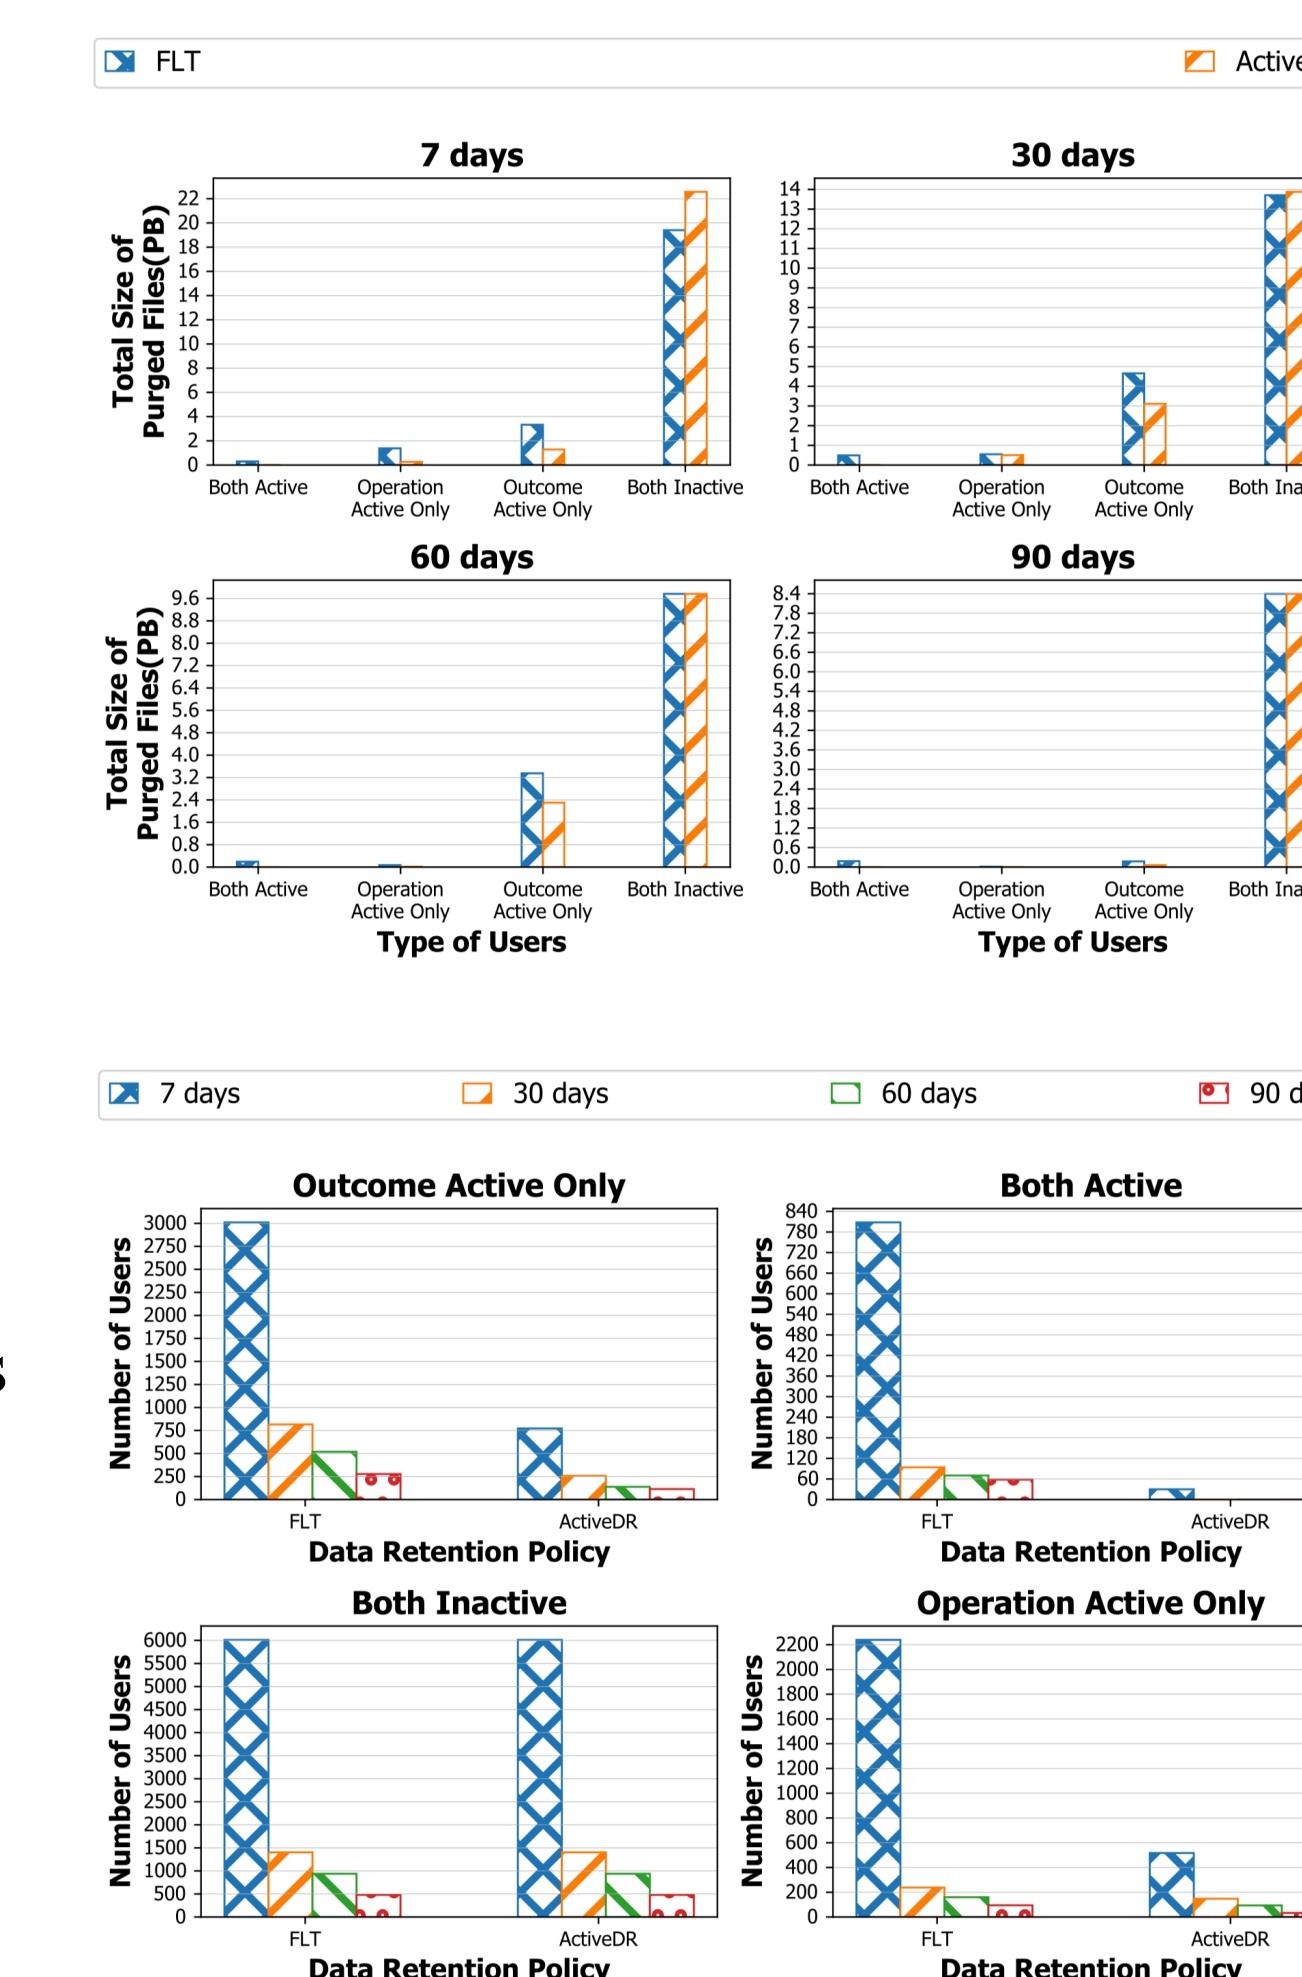 FLT Active
7 days
Total Size of
Purged Files(PB)
22
20
18
16
14
12
10
8
6
4
2
0
Both Active Operation Outcome Both Inactive
Active Only Active Only
30 days
14
13
12
11
10
9
8
7
6
5
4
3
2
1
0
Both Active Operation Outcome Both Ina
Active Only Active Only
60 days
Total Size of
Purged Files(PB)
9.6
8.8
8.0
7.2
6.4
5.6
4.8
4.0
3.2
2.4
1.6
0.8
0.0
Both Active Operation Outcome Both Inactive
Active Only Active Only
Type of Users
90 days
8.4
7.8
7.2
6.6
6.0
5.4
4.8
4.2
3.6
3.0
2.4
1.8
1.2
0.6
0.0
Both Active Operation Outcome Both Ina
Active Only Active Only
Type of Users
7 days 30 days 60 days 90 d
s
Outcome Active Only
Number of Users
3000
2750
2500
2250
2000
1750
1500
1250
1000
750
500
250
0
FLT ActiveDR
Data Retention Policy
Both Active
Number of Users
840
780
720
660
600
540
480
420
360
300
240
180
120
60
0
FLT ActiveDR
Data Retention Policy
Both Inactive
Number of Users
6000
5500
5000
4500
4000
3500
3000
2500
2000
1500
1000
500
0
FLT ActiveDR
Data Retention Policy
Operation Active Only
Number of Users
2200
2000
1800
1600
1400
1200
1000
800
600
400
200
0
FLT ActiveDR
Data Retention Policy